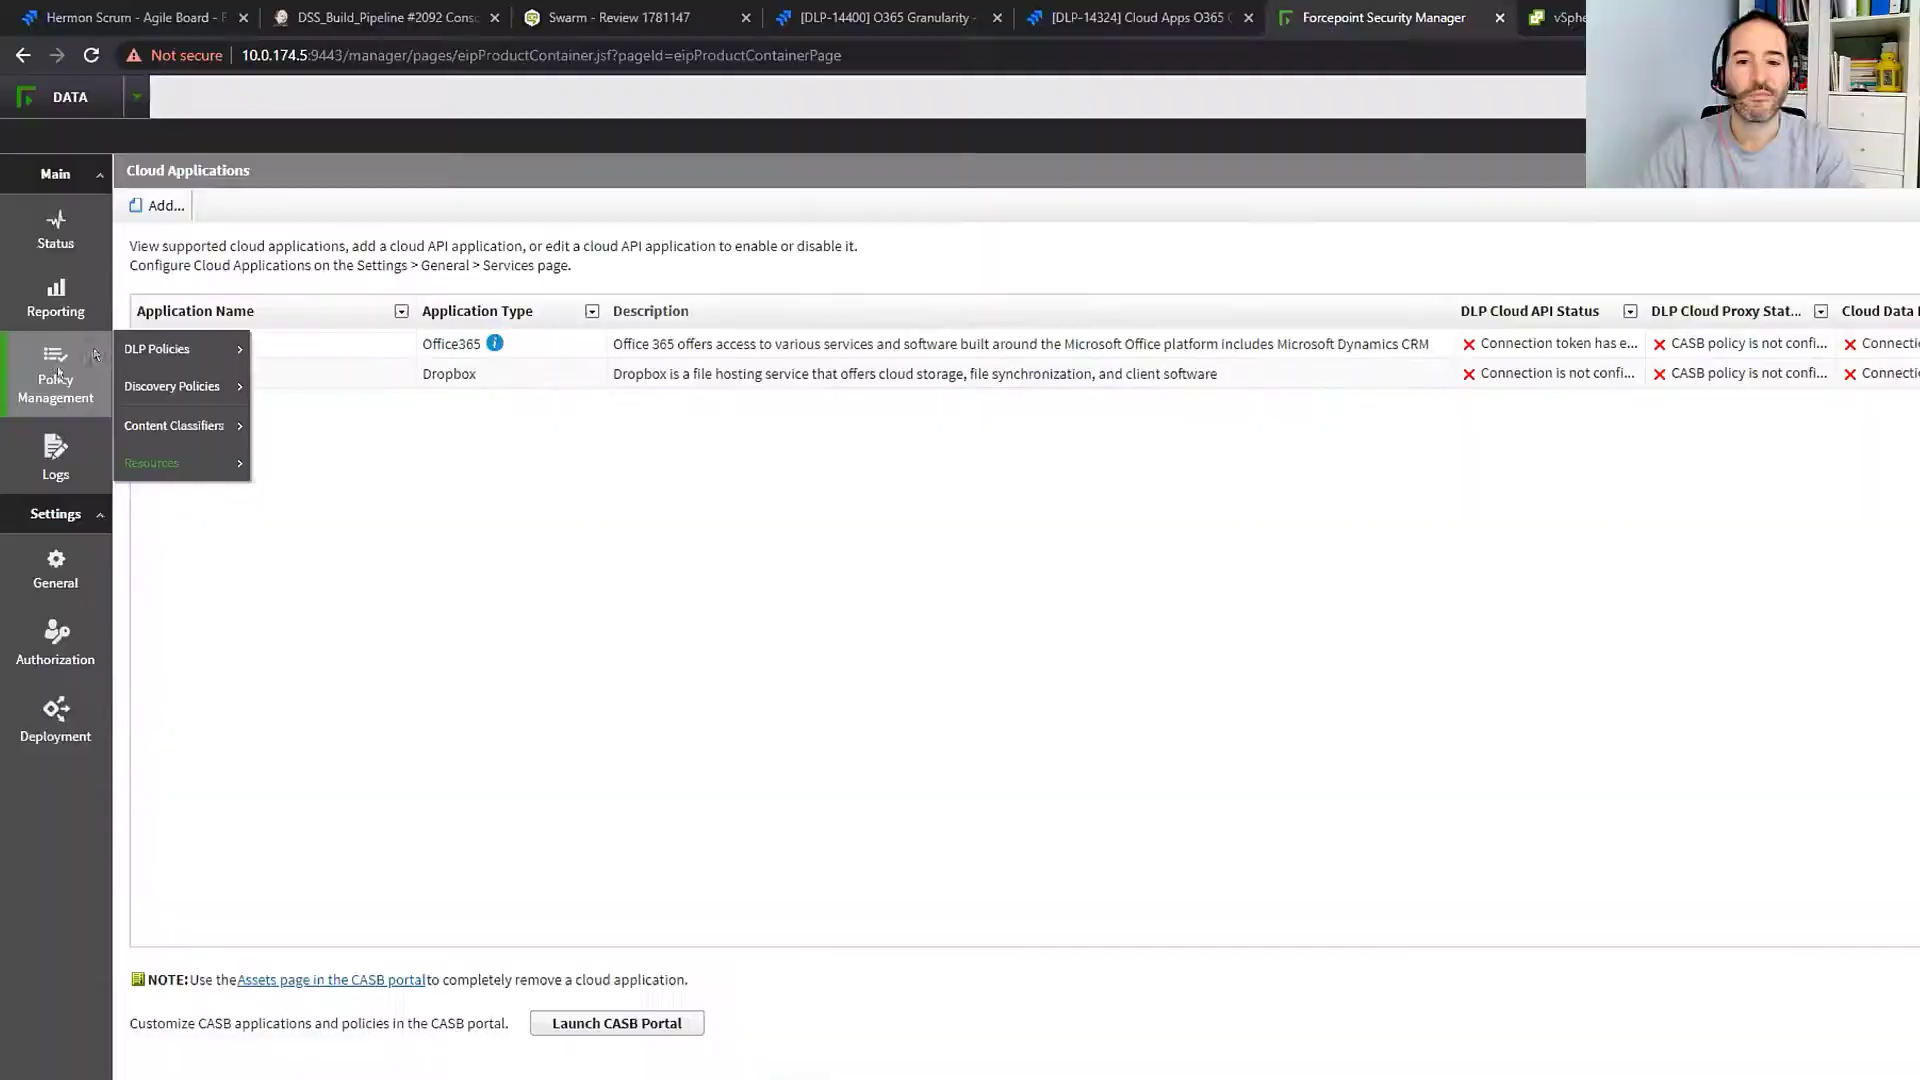 Hermon Scrum - Agile Board - F
DSS_Build_Pipeline #2092 Conso
Swarm - Review 1781147
[DLP-14400] O365 Granularity -
[DLP-14324] Cloud Apps O365 G
Forcepoint Security Manager
vSphe
Not secure
10.0.174.5:9443/manager/pages/eipProductContainer.jsf?pageId=eipProductContainerPage
DATA
Main
Cloud Applications
Add...
Status
View supported cloud applications, add a cloud API application, or edit a cloud API application to enable or disable it.
Configure Cloud Applications on the Settings > General > Services page.
Reporting
Application Name
Application Type
Description
DLP Cloud API Status
DLP Cloud Proxy Stat...
Cloud Data
Office365
Office 365 offers access to various services and software built around the Microsoft Office platform includes Microsoft Dynamics CRM
Connection token has e...
CASB policy is not confi...
Connectio
Dropbox
Dropbox is a file hosting service that offers cloud storage, file synchronization, and client software
Connection is not confi...
CASB policy is not confi...
Connectio
Policy
Management
DLP Policies
Discovery Policies
Content Classifiers
Resources
Logs
Settings
General
Authorization
Deployment
NOTE: Use the Assets page in the CASB portal to completely remove a cloud application.
Customize CASB applications and policies in the CASB portal.
Launch CASB Portal